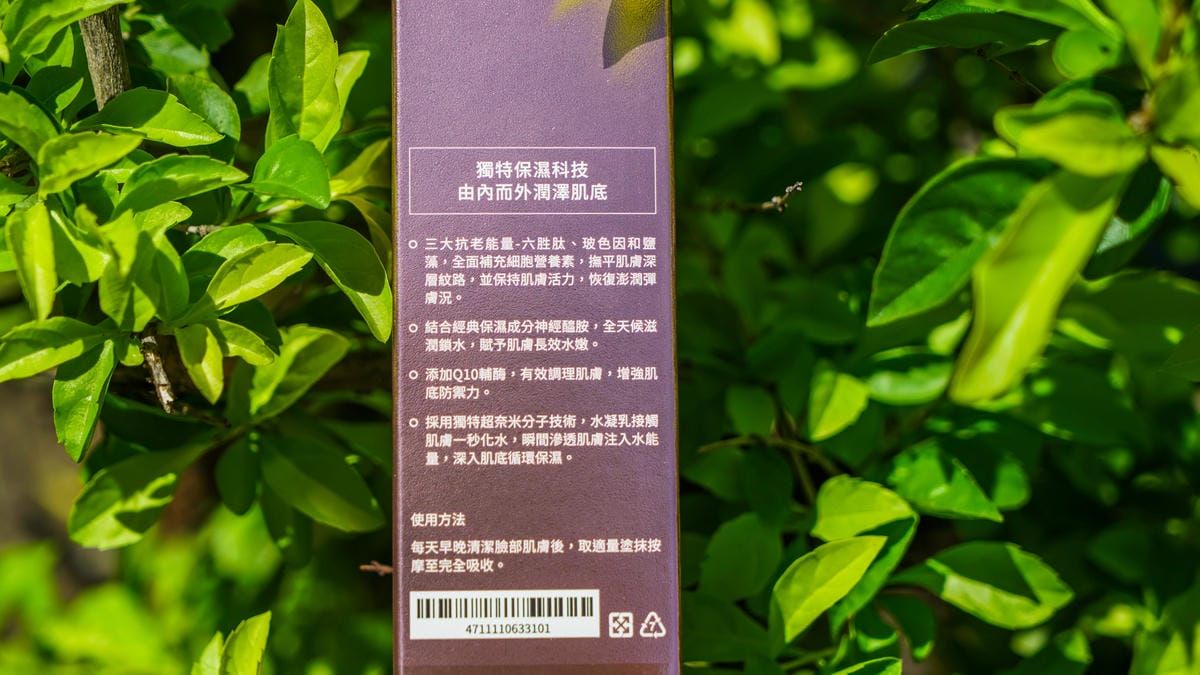 獨特保濕科技
由內而外潤澤肌底
三大抗老能量-六胜肽、玻色因和鹽
藻，全面補充細胞營養素，撫平肌膚深
層紋路，並保持肌膚活力，恢復澎潤彈
膚況。
結合經典保濕成分神經醯胺，全天候滋
潤鎖水，賦予肌膚長效水嫩。
添加Q10輔酶，有效調理肌膚，增強肌
底防禦力。
採用獨特超奈米分子技術，水凝乳接觸
肌膚一秒化水，瞬間滲透肌膚注入水能
量，深入肌底循環保濕。
使用方法
每天早晚清潔臉部肌膚後，取適量塗抹按
摩至完全吸收。
4711110633101